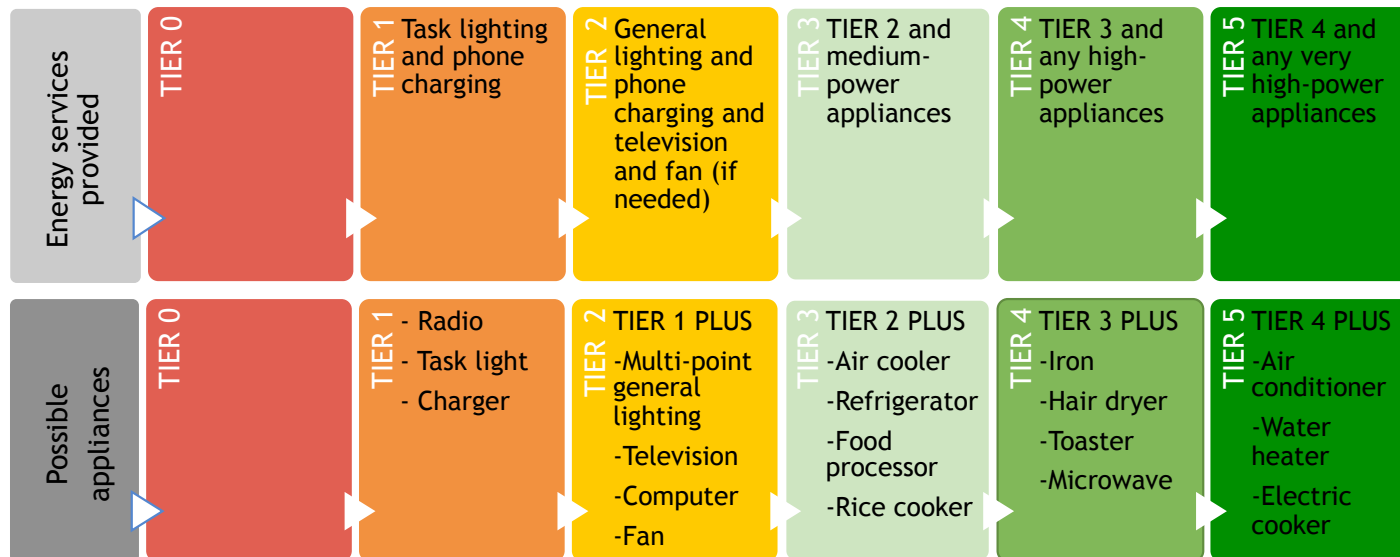 Energy services
provided
TIER 0
TIER 1
Task lighting
and phone
charging
TIER 2
General
lighting and
phone
charging and
television
and fan (if
needed)
TIER 3
TIER 2 and
medium-
power
appliances
TIER 4
TIER 3 and
any high-
power
appliances
TIER 5
TIER 4 and
any very
high-power
appliances
Possible
appliances
TIER 0
TIER 1
- Radio
- Task light
- Charger
TIER 2
TIER 1 PLUS
-Multi-point
general
lighting
-Television
-Computer
-Fan
TIER 3
TIER 2 PLUS
-Air cooler
-Refrigerator
-Food
processor
-Rice cooker
TIER 4
TIER 3 PLUS
-Iron
-Hair dryer
-Toaster
-Microwave
TIER 5
TIER 4 PLUS
-Air
conditioner
-Water
heater
-Electric
cooker